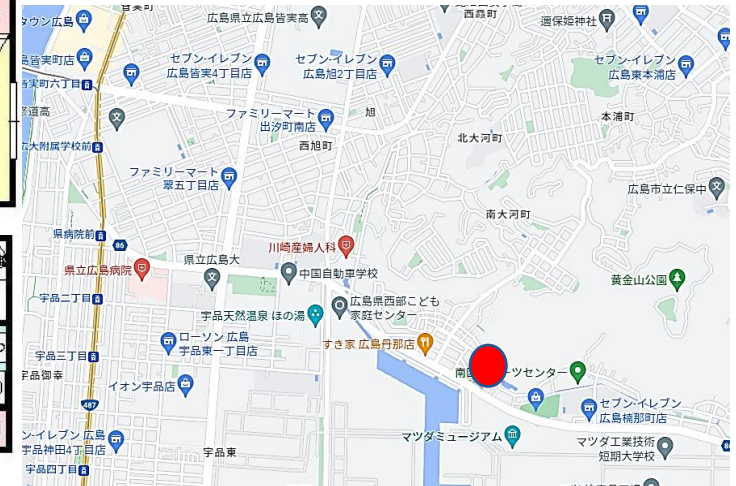 タウン広島
広島県立広島皆実高
西霞町
邇保姫神社
セブン-イレブン
広島皆実4丁目店
セブン-イレブン
広島旭2丁目店
セブン-イレブン
広島東本浦店
皆実町六丁目
ファミリーマート
出汐町南店
旭
本浦町
西旭町
北大河町
広大附属学校前
ファミリーマート
翠五丁目店
広島市立仁保中
南大河町
県病院前
86
川崎産婦人科
県立広島病院
県立広島大
中国自動車学校
黄金山公園
宇品二丁目
宇品天然温泉 ほの湯
広島県西部こども
家庭センター
ローソン 広島
宇品東一丁目店
すき家 広島丹那店
宇品三丁目
宇品御幸
イオン宇品店
ーツセンター
487
セブン-イレブン
広島楠那町店
マツダミュージアム
マツダ工業技術
短期大学校
ン-イレブン 広島
宇品神田4丁目店
宇品東
宇品四丁目